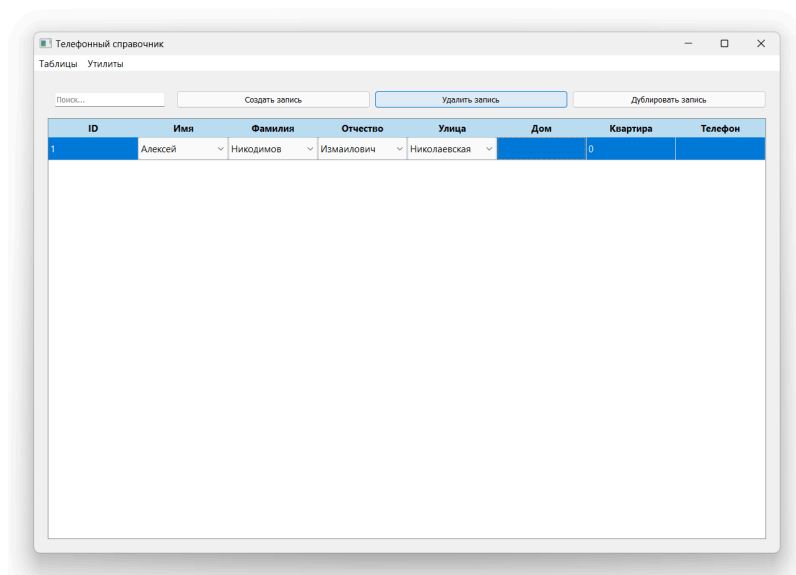 Телефонный справочник
Таблицы Утилиты
Поиск... Создать запись Удалить запись Дублировать запись
ID Имя Фамилия Отчество Улица Дом Квартира Телефон
1 Алексей Никодимов Измаилович Николаевская 0